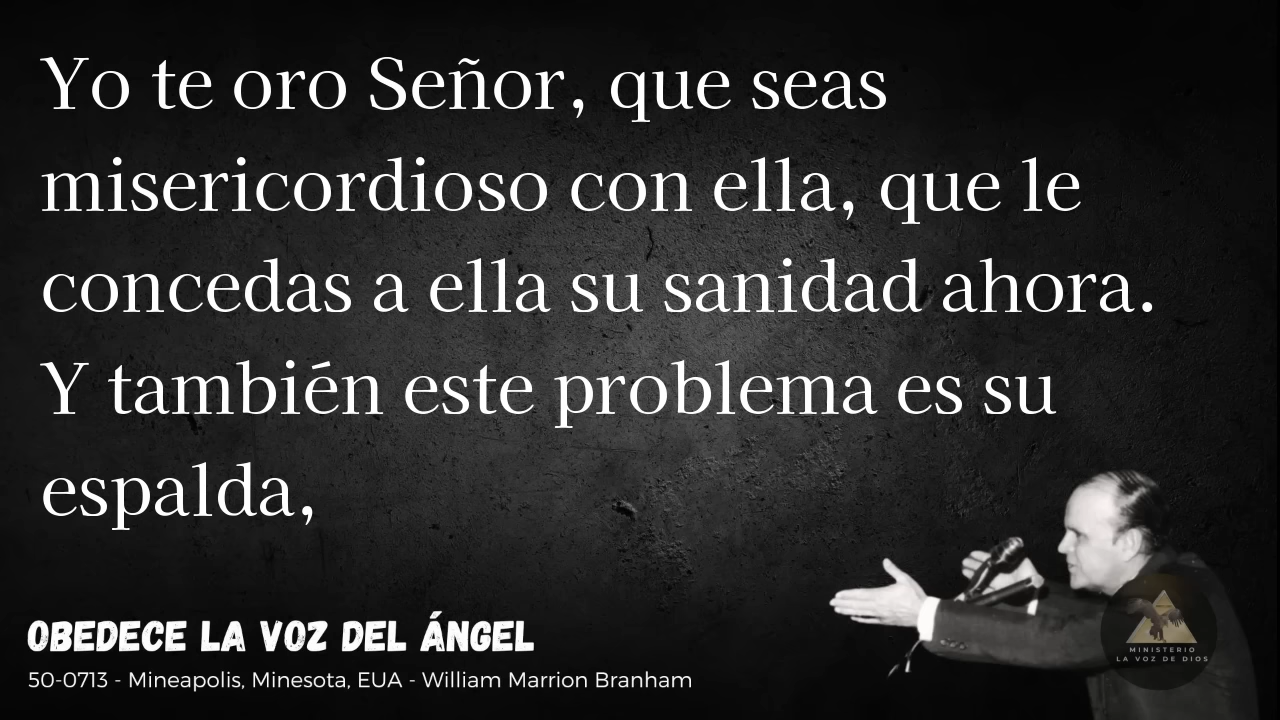 Yo te oro Señor, que seas
misericordioso con ella, que le
concedas a ella su sanidad ahora.
Y también este problema es su
espalda,
OBEDECE LA VOZ DEL ÁNGEL
50-0713 - Mineapolis, Minesota, EUA - William Marrion Branham
MINISTERIO
LA VOZ DE DIOS